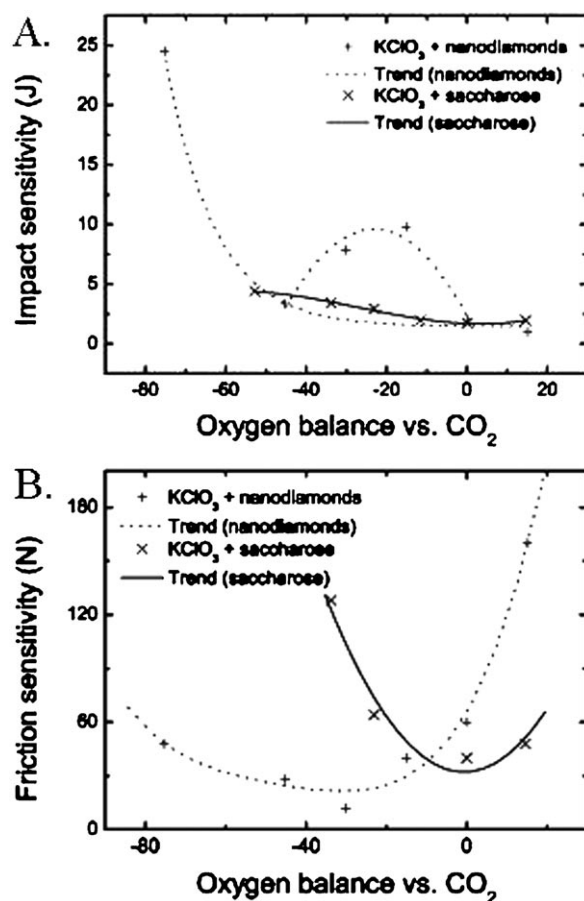 A.
Impact sensitivity (J)
25
20
15
10
5
0
KClO3 + nanodiamonds
Trend (nanodiamonds)
KClO3 + saccharose
Trend (saccharose)
-80 -60 -40 -20 0 20
Oxygen balance vs. CO2
B.
Friction sensitivity (N)
180
120
60
0
KClO3 + nanodiamonds
Trend (nanodiamonds)
KClO3 + saccharose
Trend (saccharose)
-80 -40 0
Oxygen balance vs. CO2